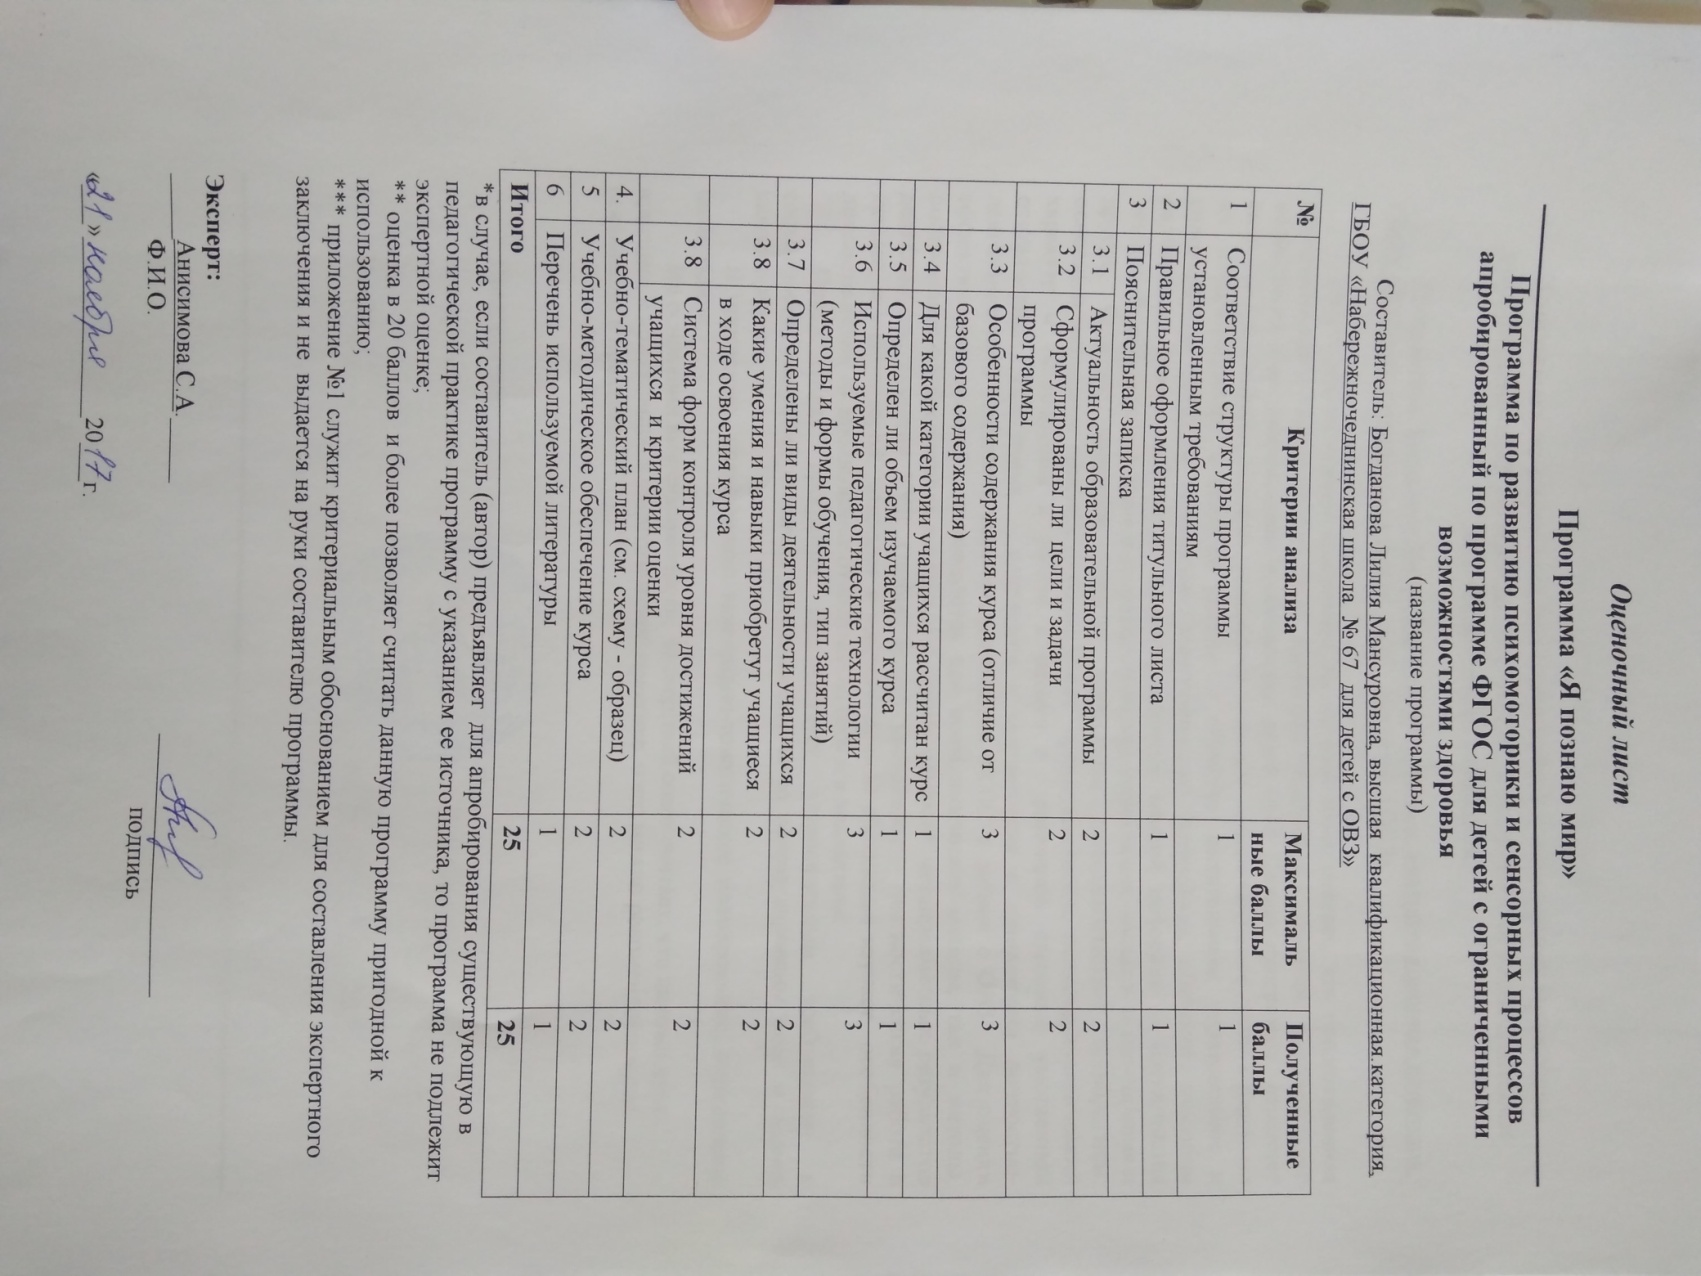 Оценочный лист
Программа «Я познаю мир»
Программа по развитию психомоторики и сенсорных процессов
апробированный по программе ФГОС для детей с ограниченными
возможностями здоровья
(название программы)
Составитель: Богданова Лилия Мансуровна, высшая квалификационная категория,
ГБОУ «Набережночеднинская школа №67 для детей с ОВЗ»
№ Критерии анализа Максималь Полученные
ные баллы баллы
1 Соответствие структуры программы 1 1
установленным требованиям
2 Правильное оформления титульного листа 1 1
3 Пояснительная записка
3.1 Актуальность образовательной программы 2 2
3.2 Сформулированы ли цели и задачи 2 2
программы
3.3 Особенности содержания курса (отличие от 3 3
базового содержания)
3.4 Для какой категории учащихся рассчитан курс 1 1
3.5 Определен ли объем изучаемого курса 1 1
3.6 Используемые педагогические технологии 3 3
(методы и формы обучения, тип занятий)
3.7 Определены ли виды деятельности учащихся 2 2
3.8 Какие умения и навыки приобретут учащиеся 2 2
в ходе освоения курса
3.8 Система форм контроля уровня достижений 2 2
учащихся и критерии оценки
4. Учебно-тематический план (см. схему - образец) 2 2
5 Учебно-методическое обеспечение курса 2 2
6 Перечень используемой литературы 1 1
Итого 25 25
*в случае, если составитель (автор) предъявляет для апробирования существующую в
педагогической практике программу с указанием ее источника, то программа не подлежит
экспертной оценке;
** оценка в 20 баллов и более позволяет считать данную программу пригодной к
использованию;
*** приложение №1 служит критериальным обоснованием для составления экспертного
заключения и не выдается на руки составителю программы.
Эксперт:
Анисимова С.А.
Ф.И.О. подпись
«21» ноября 2017 г.